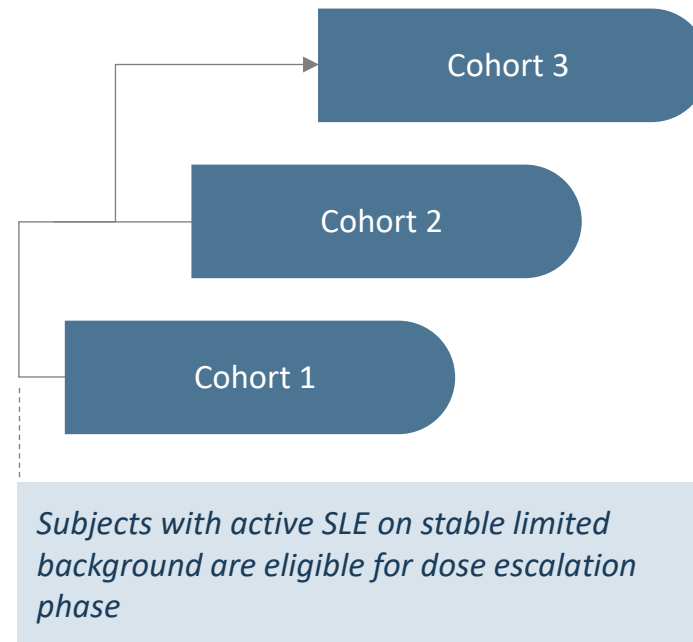 Cohort 3
Cohort 2
Cohort 1
Subjects with active SLE on stable limited
background are eligible for dose escalation
phase